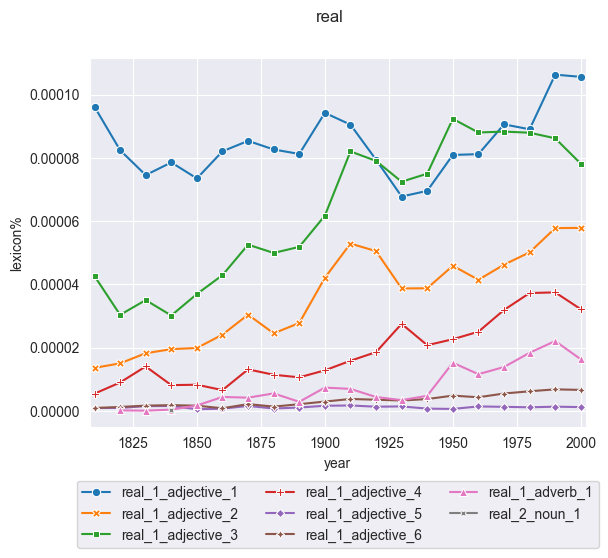 real
0.00010
0.00008
0.00006
0.00004
0.00002
0.00000
lexicon%
1825 1850 1875 1900 1925 1950 1975 2000
year
real_1_adjective_1 real_1_adjective_4 real_1_adverb_1
real_1_adjective_2 real_1_adjective_5 real_2_noun_1
real_1_adjective_3 real_1_adjective_6